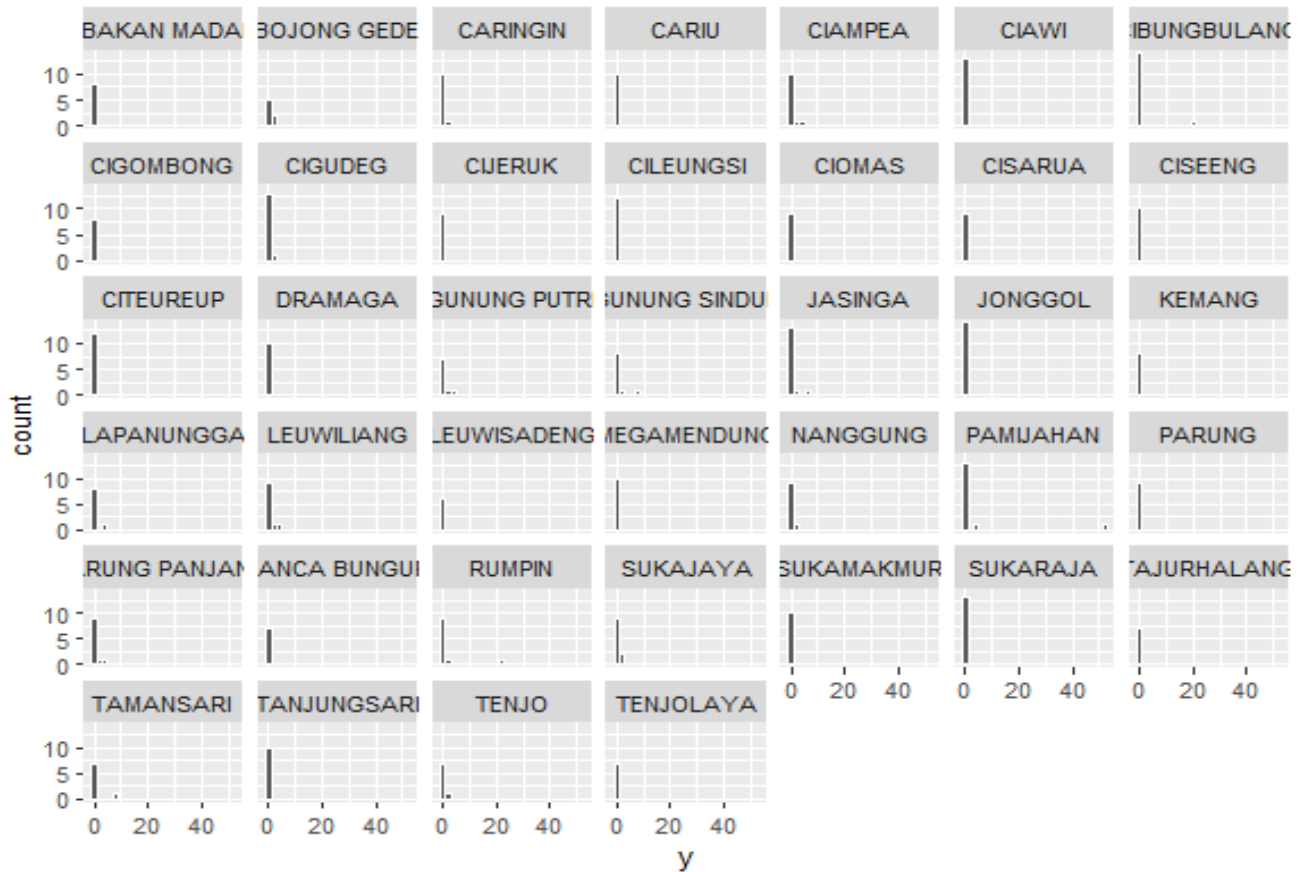 BAKAN MADA BOJONG GEDE CARINGIN CARIU CIAMPEA CIAWI IBUNGBULANG
10
5
0
CIGOMBONG CIGUDEG CIJERUK CILEUNGSI CIOMAS CISARUA CISEENG
10
5
0
CITEUREUP DRAMAGA GUNUNG PUTRI GUNUNG SINDU JASINGA JONGGOL KEMANG
10
5
0
LAPANUNGGA LEUWILIANG LEUWISADENG MEGAMENDUNG NANGGUNG PAMIJAHAN PARUNG
10
5
0
RUNG PANJAN ANCA BUNGU RUMPIN SUKAJAYA SUKAMAKMUR SUKARAJA TAJURHALANG
10
5
0
0 20 40 0 20 40 0 20 40
TAMANSARI TANJUNGSARI TENJO TENJOLAYA
10
5
0
0 20 40 0 20 40 0 20 40 0 20 40
count
y